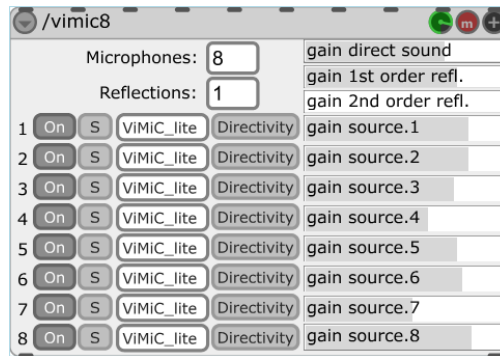 /vimic8 m +
Microphones: 8 gain direct sound
Reflections: 1 gain 1st order refl.
gain 2nd order refl.
1 On S ViMiC_lite Directivity gain source.1
2 On S ViMiC_lite Directivity gain source.2
3 On S ViMiC_lite Directivity gain source.3
4 On S ViMiC_lite Directivity gain source.4
5 On S ViMiC_lite Directivity gain source.5
6 On S ViMiC_lite Directivity gain source.6
7 On S ViMiC_lite Directivity gain source.7
8 On S ViMiC_lite Directivity gain source.8